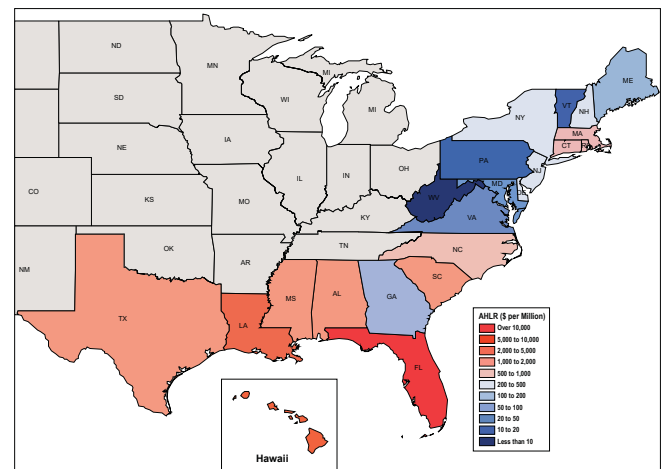 ND
MN
MI
ME
VT
NH
SD
WI
MI
NY
MA
CT
RI
IA
NE
PA
NJ
OH
IL
IN
MD
DE
CO
WV
KS
MO
VA
KY
NC
TN
OK
AR
NM
SC
MS
AL
GA
TX
LA
FL
AHLR ($ per Million)
Over 10,000
5,000 to 10,000
2,000 to 5,000
1,000 to 2,000
500 to 1,000
200 to 500
100 to 200
50 to 100
20 to 50
10 to 20
Less than 10
Hawaii